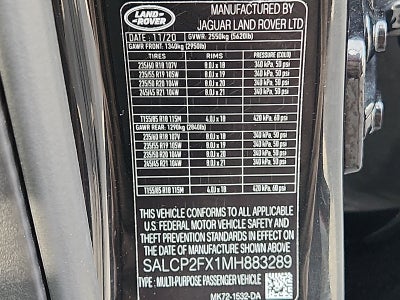 LAND-
ROVER
MANUFACTURED BY
JAGUAR LAND ROVER LTD
DATE : 11/20 GVWR: 2550kg (5620lb)
GAWR FRONT: 1340kg (2950lb)
TIRES RIMS PRESSURE (COLD)
235/60 R18 107V 8.0J x 18 340 kPa, 50 psi
235/55 R19 105W 8.0J x 19 340 kPa, 50 psi
235/50 R20 104W 8.0J x 20 340 kPa, 50 psi
245/45 R21 104W 8.0J x 21 340 kPa, 50 psi
T155/85 R18 115M 4.0J x 18 420 kPa, 60 psi
GAWR REAR: 1290kg (2840lb)
235/60 R18 107V 8.0J x 18 340 kPa, 50 psi
235/55 R19 105W 8.0J x 19 340 kPa, 50 psi
235/50 R20 104W 8.0J x 20 340 kPa, 50 psi
245/45 R21 104W 8.0J x 21 340 kPa, 50 psi
T155/85 R18 115M 4.0J x 18 420 kPa, 60 psi
THIS VEHICLE CONFORMS TO ALL APPLICABLE
U.S. FEDERAL MOTOR VEHICLE SAFETY AND
THEFT PREVENTION STANDARDS IN EFFECT ON
THE DATE OF MANUFACTURE SHOWN ABOVE
SALCP2FX1MH883289
TYPE: MULTI-PURPOSE PASSENGER VEHICLE
MK72-1532-DA